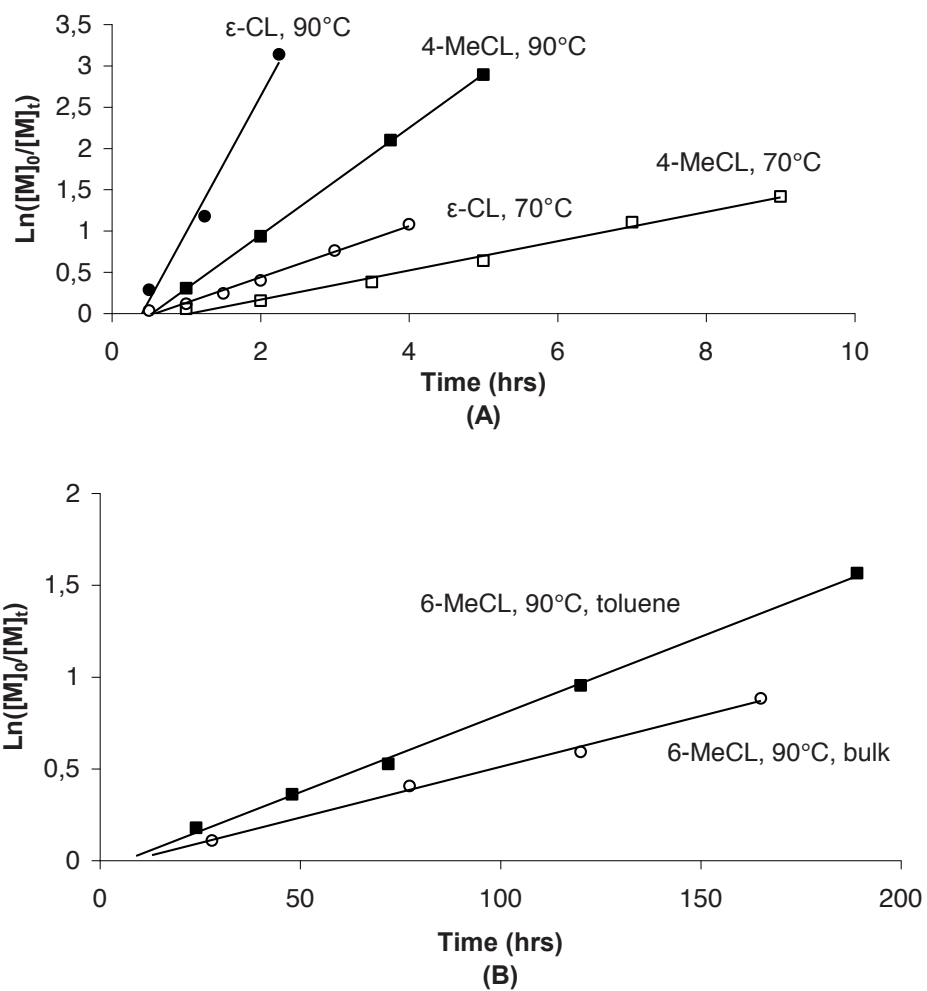 3,5
ε-CL, 90°C
4-MeCL, 90°C
3
2,5
2
4-MeCL, 70°C
1,5
ε-CL, 70°C
1
0,5
0
Ln([M]₀/[M]ₜ)
0 2 4 6 8 10
Time (hrs)
(A)
2
1,5
6-MeCL, 90°C, toluene
1
6-MeCL, 90°C, bulk
0,5
0
Ln([M]₀/[M]ₜ)
0 50 100 150 200
Time (hrs)
(B)